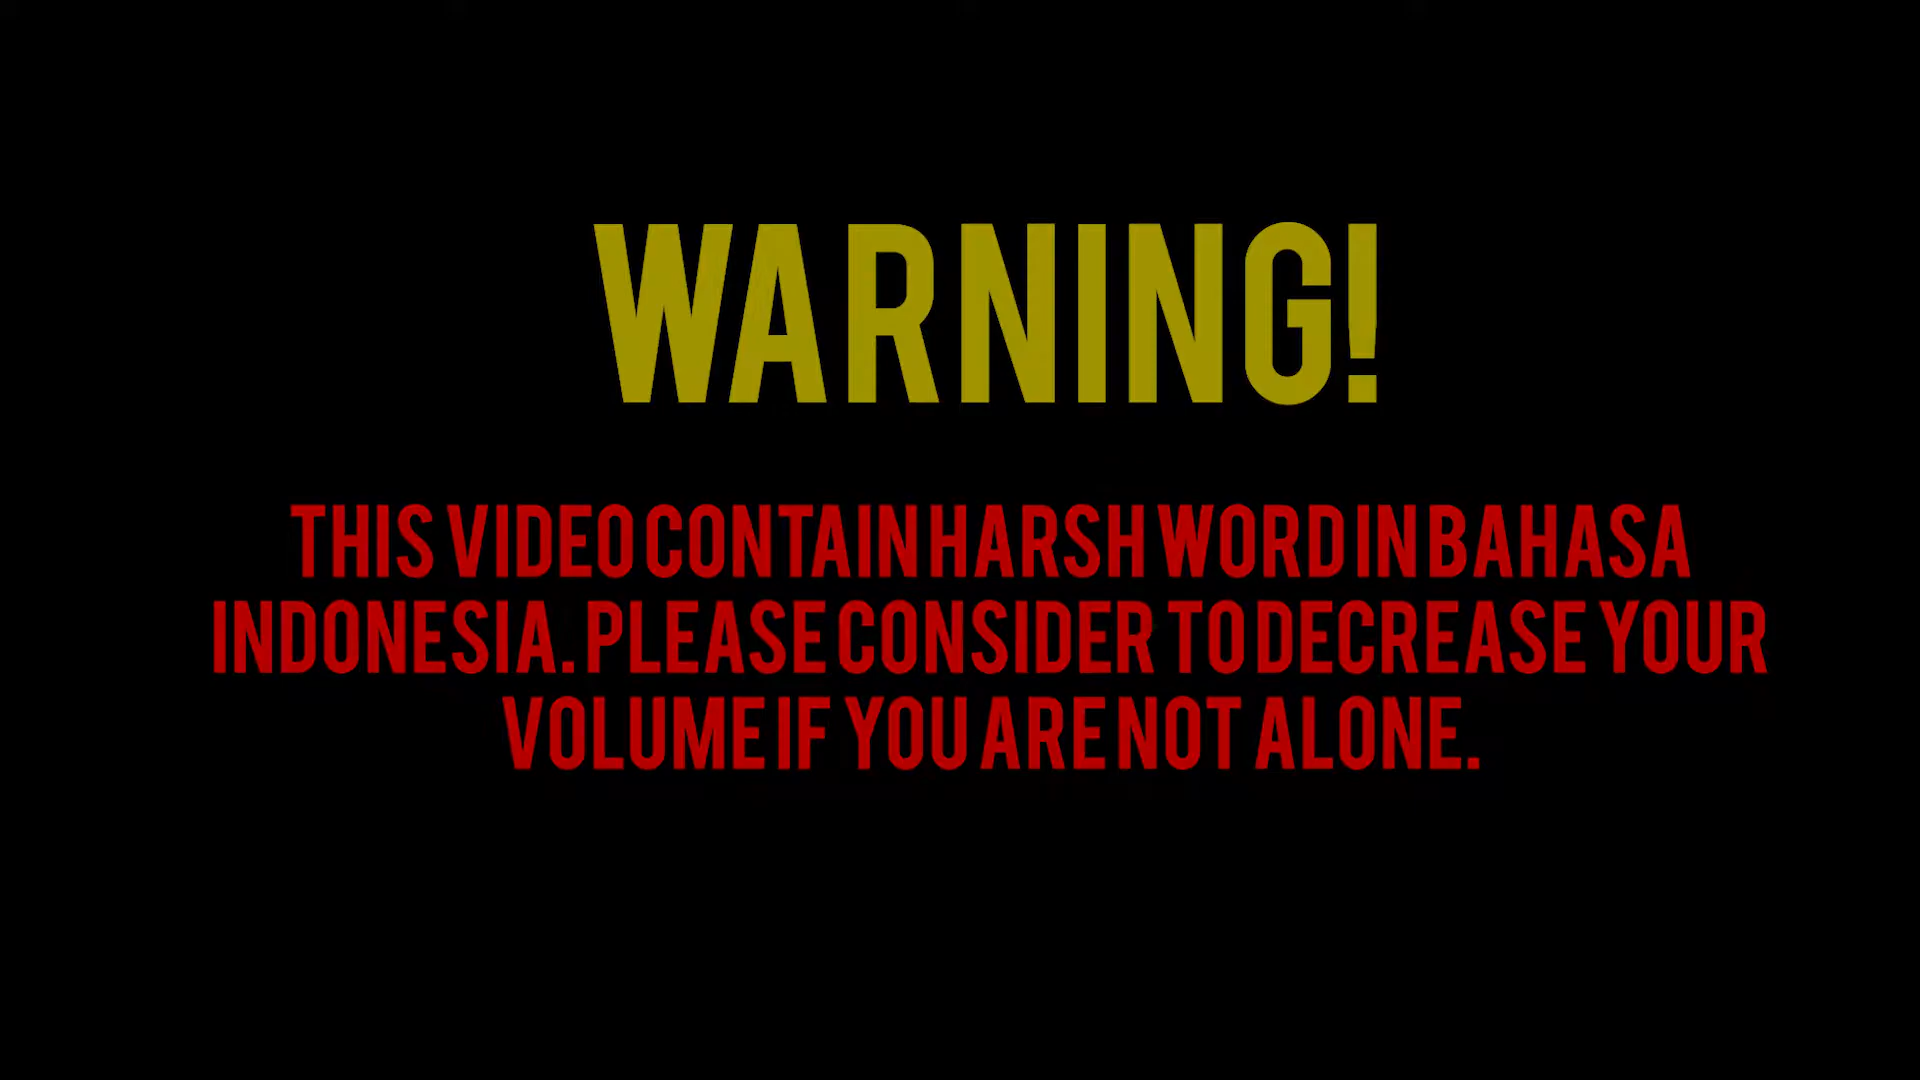 WARNING!
THIS VIDEO CONTAIN HARSH WORD IN BAHASA
INDONESIA. PLEASE CONSIDER TO DECREASE YOUR
VOLUME IF YOU ARE NOT ALONE.